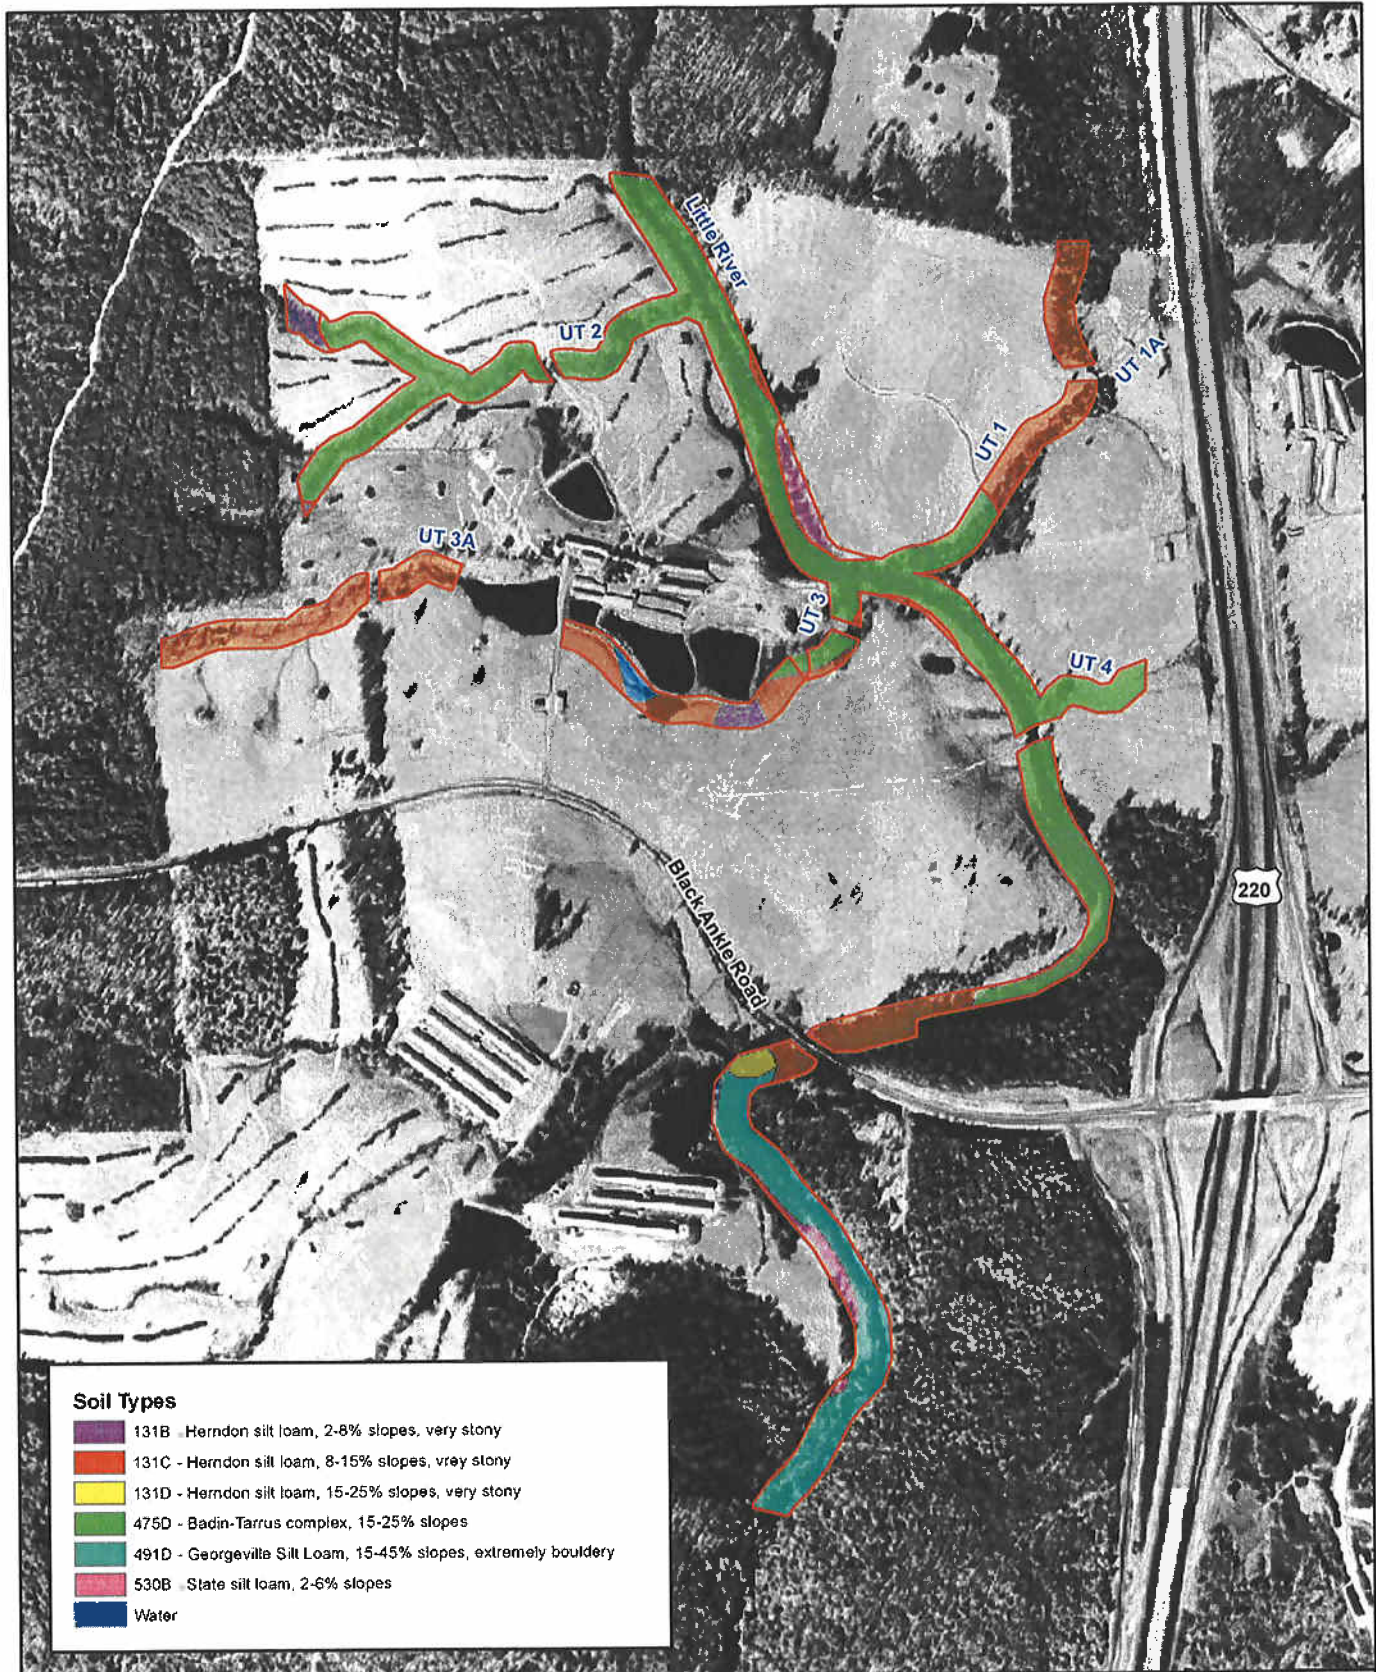 Little River
UT 2
UT 1A
UT 1
UT 3A
UT 3
UT 4
220
Black Ankle Road
Soil Types
131B - Herndon silt loam, 2-8% slopes, very stony
131C - Herndon silt loam, 8-15% slopes, vrey stony
131D - Herndon silt loam, 15-25% slopes, very stony
475D - Badin-Tarrus complex, 15-25% slopes
491D - Georgeville Silt Loam, 15-45% slopes, extremely bouldery
530B - State silt loam, 2-6% slopes
Water